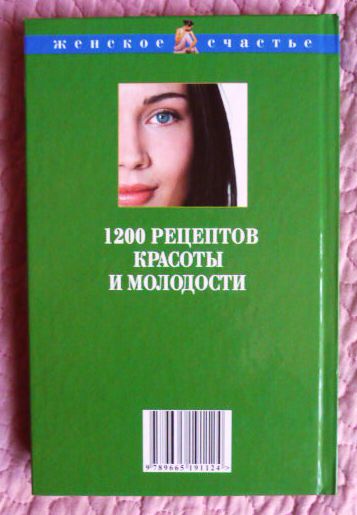 женское счастье
1200 РЕЦЕПТОВ
КРАСОТЫ
И МОЛОДОСТИ
9 789665 191124 >